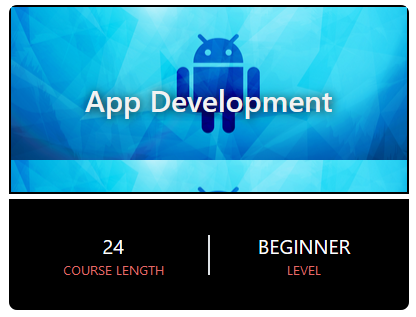 App Development
24
COURSE LENGTH
BEGINNER
LEVEL